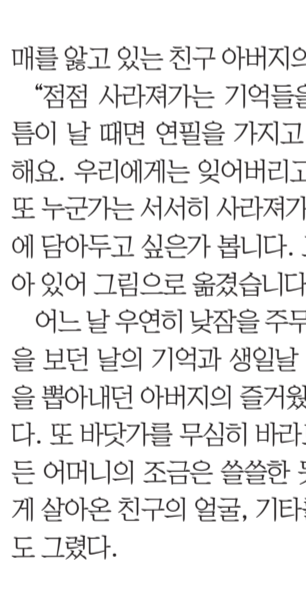 매를 앓고 있는 친구 아버지의
“점점 사라져가는 기억들을
틈이 날 때면 연필을 가지고
해요. 우리에게는 잊어버리고
또 누군가는 서서히 사라져가
에 담아두고 싶은가 봅니다.
아 있어 그림으로 옮겼습니다
어느 날 우연히 낮잠을 주무
을 보던 날의 기억과 생일날
을 뽑아내던 아버지의 즐거웠
다. 또 바닷가를 무심히 바라
든 어머니의 조금은 쓸쓸한
게 살아온 친구의 얼굴, 기타
도 그렸다.